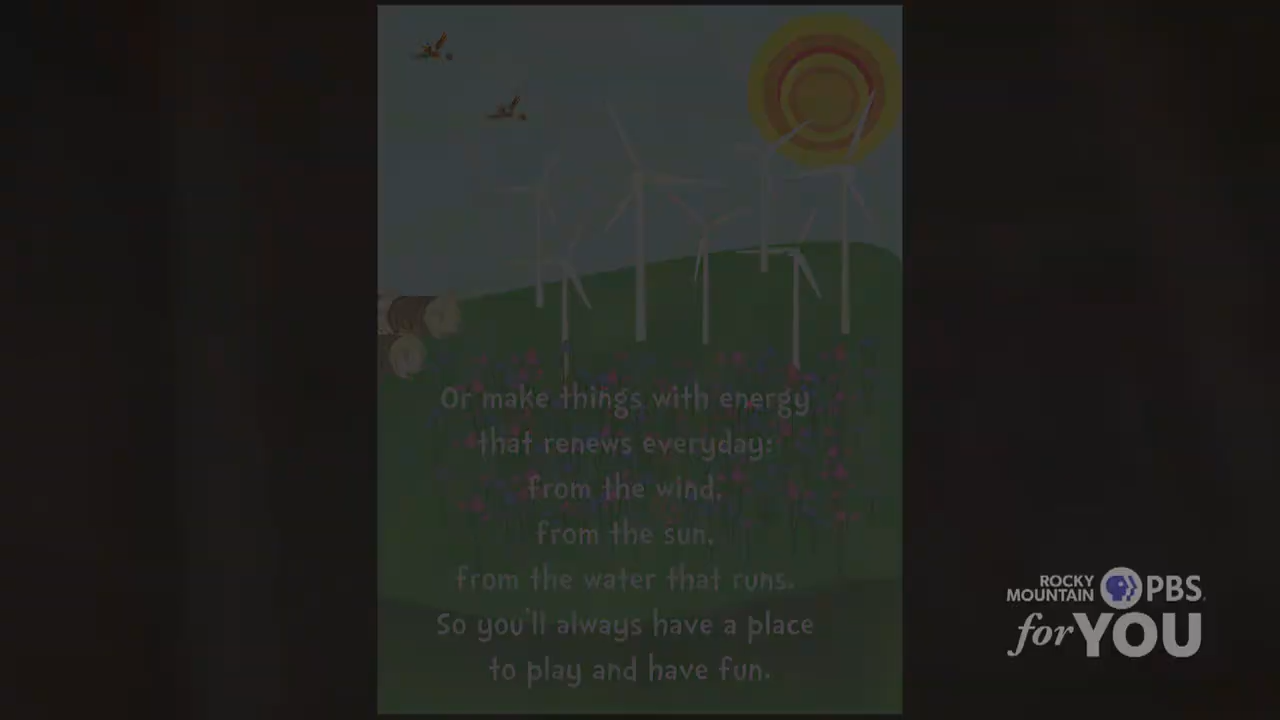 Or make things with energy
that renews everyday:
from the wind,
from the sun,
from the water that runs.
So you'll always have a place
to play and have fun.
ROCKY
MOUNTAIN PBS
for YOU